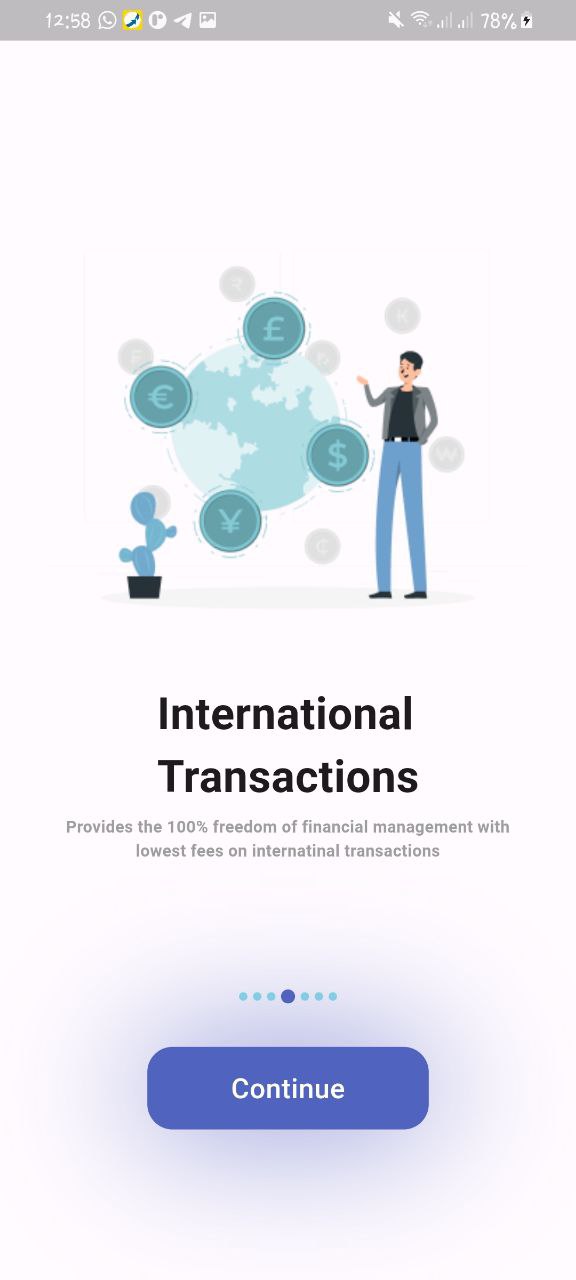 12:58 78%
£
€
$
¥
International
Transactions
Provides the 100% freedom of financial management with
lowest fees on internatinal transactions
Continue